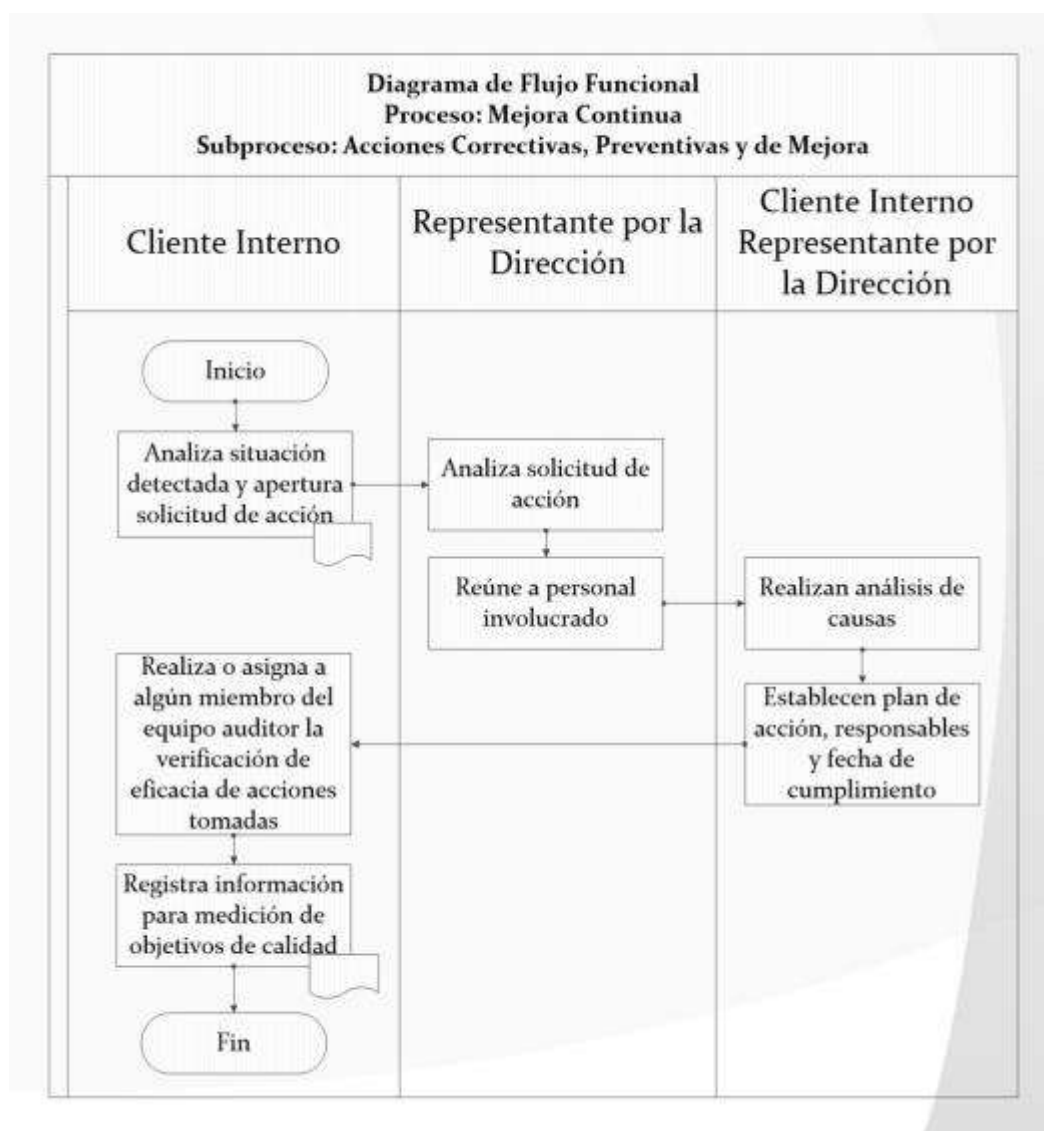 Diagrama de Flujo Funcional
Proceso: Mejora Continua
Subproceso: Acciones Correctivas, Preventivas y de Mejora
Cliente Interno
Representante por la
Dirección
Cliente Interno
Representante por
la Dirección
Inicio
Analiza situación
detectada y apertura
solicitud de acción
Analiza solicitud de
acción
Reúne a personal
involucrado
Realizan análisis de
causas
Establecen plan de
acción, responsables
y fecha de
cumplimiento
Realiza o asigna a
algún miembro del
equipo auditor la
verificación de
eficacia de acciones
tomadas
Registra información
para medición de
objetivos de calidad
Fin